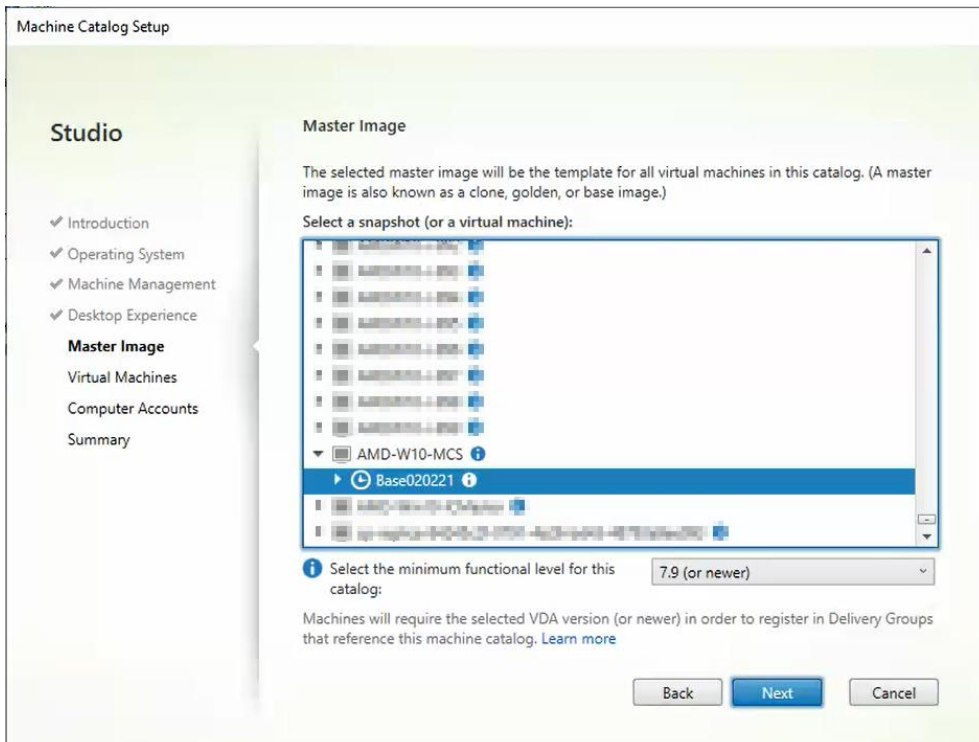 Machine Catalog Setup
Studio
Introduction
Operating System
Machine Management
Desktop Experience
Master Image
Virtual Machines
Computer Accounts
Summary
Master Image
The selected master image will be the template for all virtual machines in this catalog. (A master
image is also known as a clone, golden, or base image.)
Select a snapshot (or a virtual machine):
AMD-W10-MCS
Base020221
Select the minimum functional level for this
catalog:
7.9 (or newer)
Machines will require the selected VDA version (or newer) in order to register in Delivery Groups
that reference this machine catalog. Learn more
Back
Next
Cancel